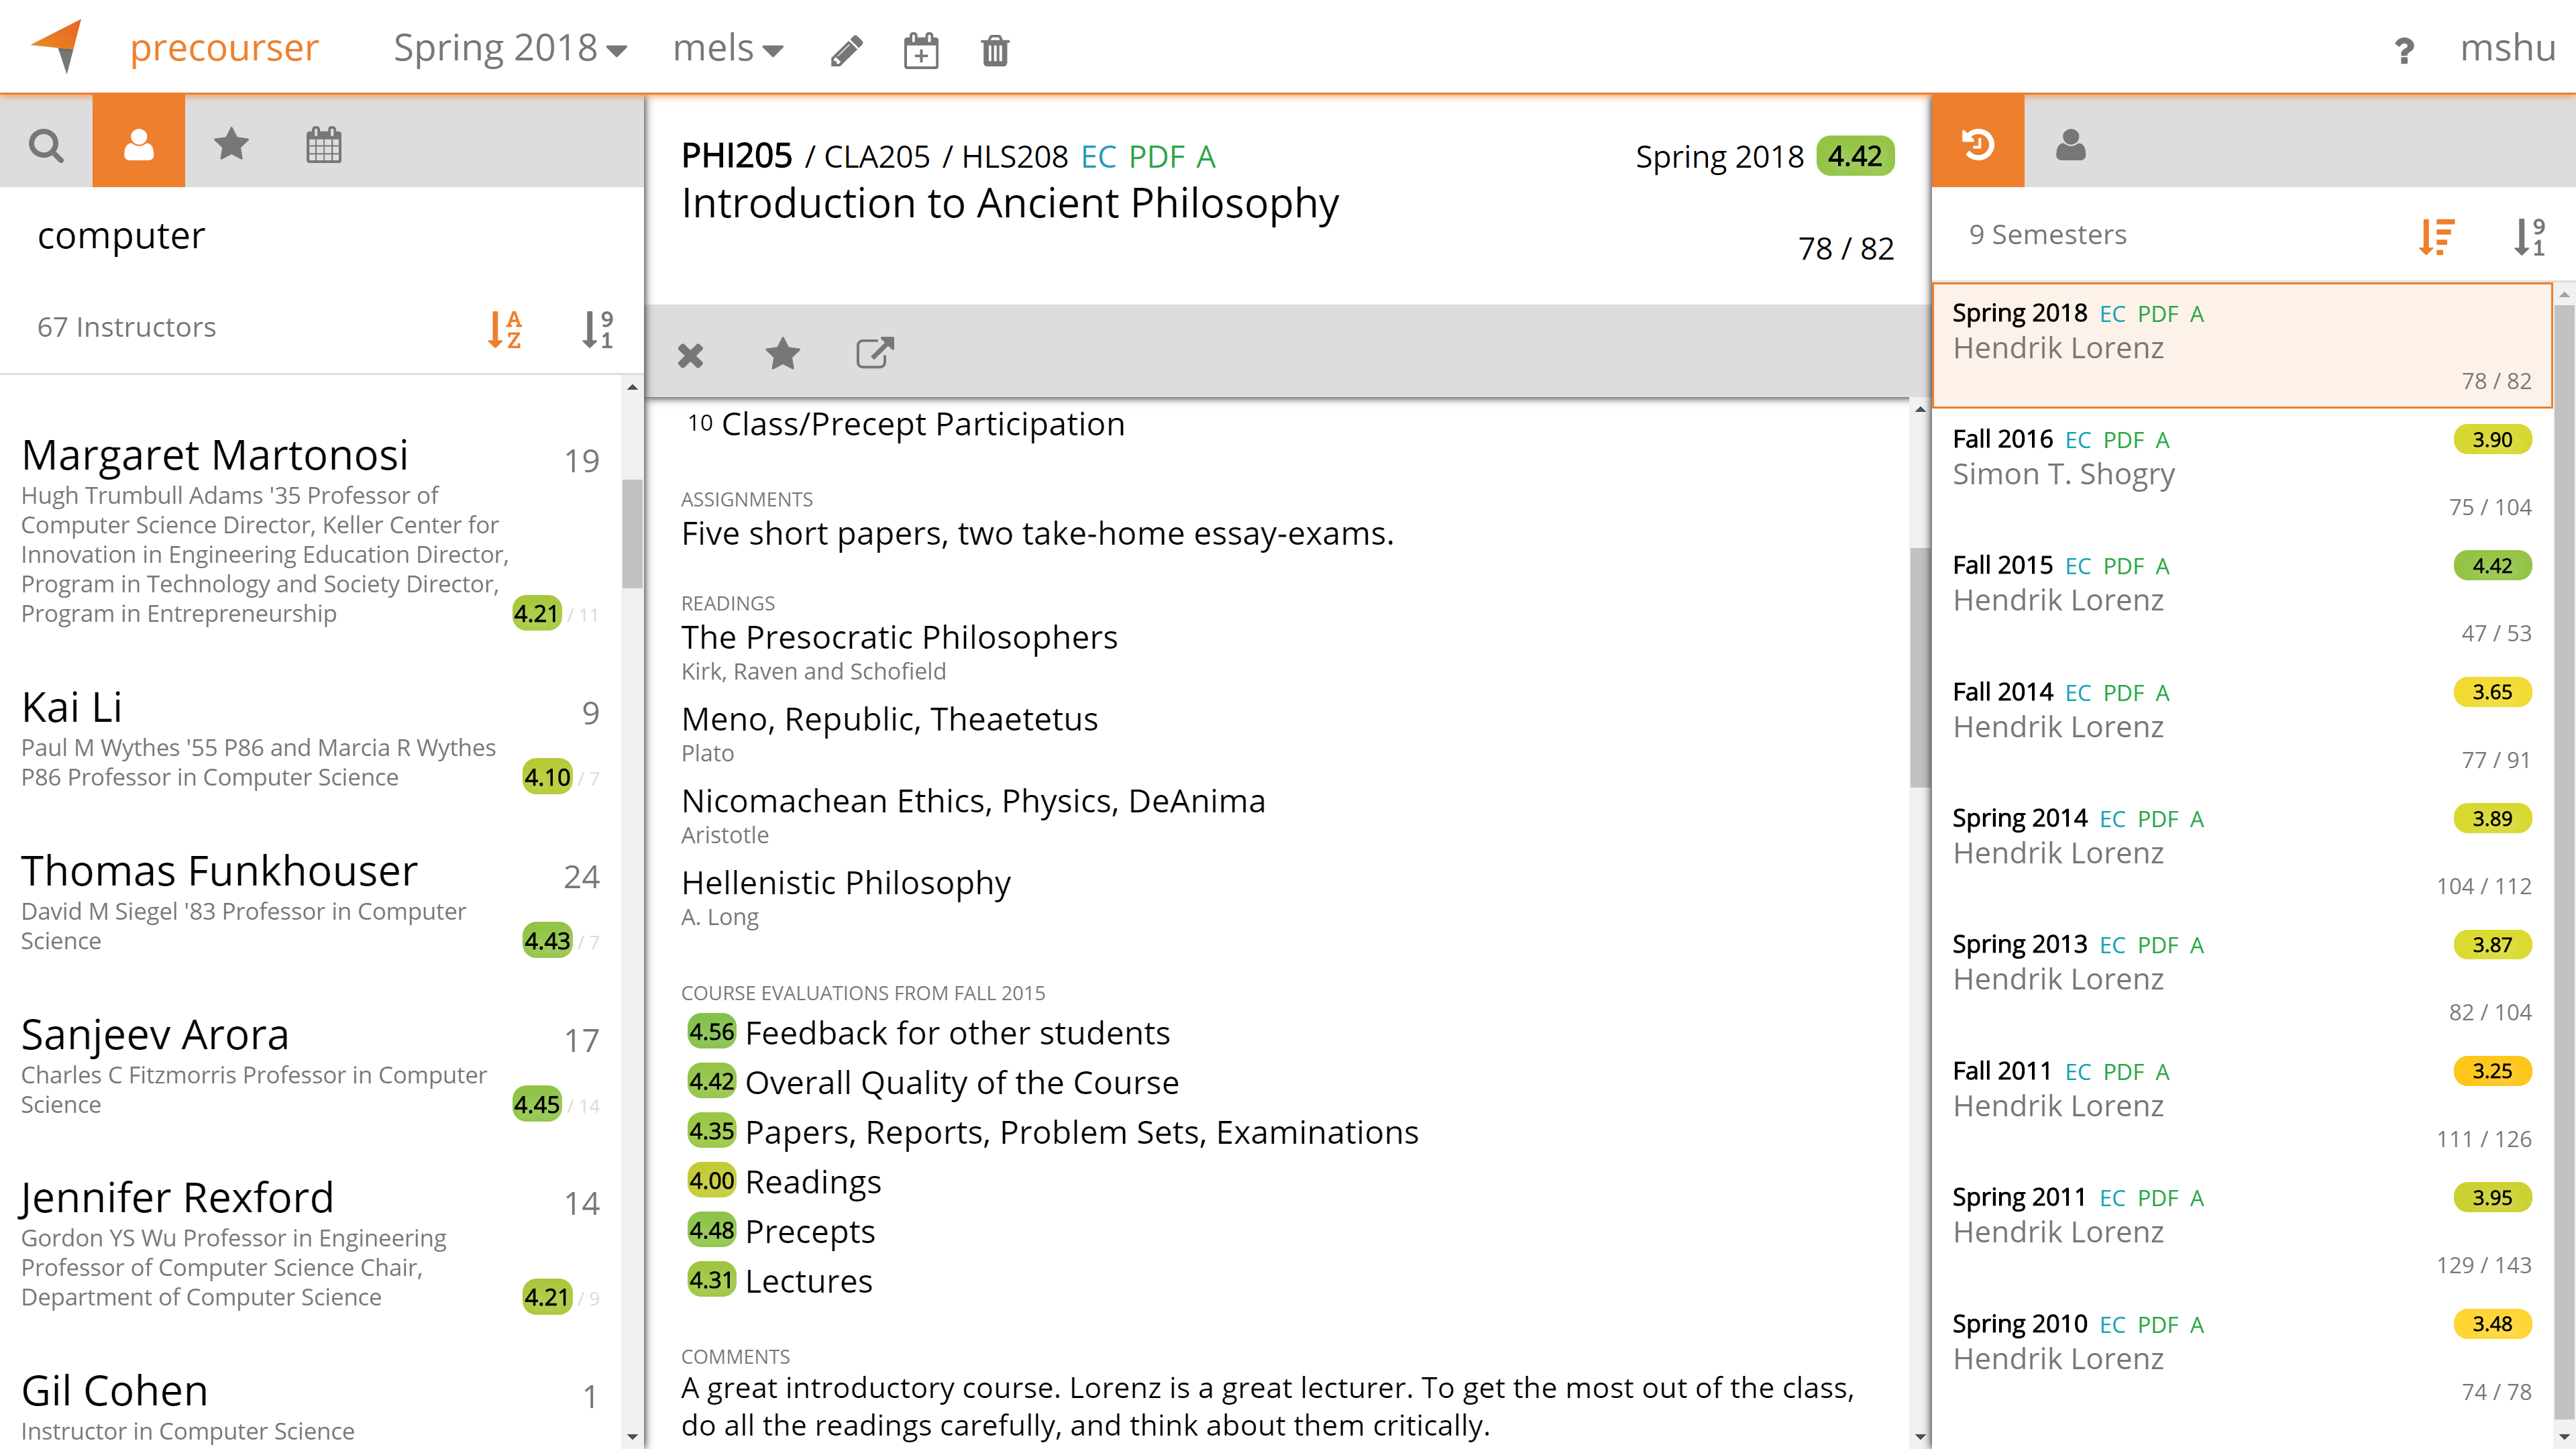 precourser
Spring 2018
mels
?
mshu
computer
67 Instructors
A
Z
9
1
Margaret Martonosi
19
Hugh Trumbull Adams '35 Professor of
Computer Science Director, Keller Center for
Innovation in Engineering Education Director,
Program in Technology and Society Director,
Program in Entrepreneurship
4.21 / 11
Kai Li
9
Paul M Wythes '55 P86 and Marcia R Wythes
P86 Professor in Computer Science
4.10 / 7
Thomas Funkhouser
24
David M Siegel '83 Professor in Computer
Science
4.43 / 7
Sanjeev Arora
17
Charles C Fitzmorris Professor in Computer
Science
4.45 / 14
Jennifer Rexford
14
Gordon YS Wu Professor in Engineering
Professor of Computer Science Chair,
Department of Computer Science
4.21 / 9
Gil Cohen
1
Instructor in Computer Science
PHI205 / CLA205 / HLS208 EC PDF A
Spring 2018 4.42
Introduction to Ancient Philosophy
78 / 82
10 Class/Precept Participation
ASSIGNMENTS
Five short papers, two take-home essay-exams.
READINGS
The Presocratic Philosophers
Kirk, Raven and Schofield
Meno, Republic, Theaetetus
Plato
Nicomachean Ethics, Physics, DeAnima
Aristotle
Hellenistic Philosophy
A. Long
COURSE EVALUATIONS FROM FALL 2015
4.56 Feedback for other students
4.42 Overall Quality of the Course
4.35 Papers, Reports, Problem Sets, Examinations
4.00 Readings
4.48 Precepts
4.31 Lectures
COMMENTS
A great introductory course. Lorenz is a great lecturer. To get the most out of the class,
do all the readings carefully, and think about them critically.
9 Semesters
9
1
Spring 2018 EC PDF A
Hendrik Lorenz
78 / 82
Fall 2016 EC PDF A 3.90
Simon T. Shogry
75 / 104
Fall 2015 EC PDF A 4.42
Hendrik Lorenz
47 / 53
Fall 2014 EC PDF A 3.65
Hendrik Lorenz
77 / 91
Spring 2014 EC PDF A 3.89
Hendrik Lorenz
104 / 112
Spring 2013 EC PDF A 3.87
Hendrik Lorenz
82 / 104
Fall 2011 EC PDF A 3.25
Hendrik Lorenz
111 / 126
Spring 2011 EC PDF A 3.95
Hendrik Lorenz
129 / 143
Spring 2010 EC PDF A 3.48
Hendrik Lorenz
74 / 78